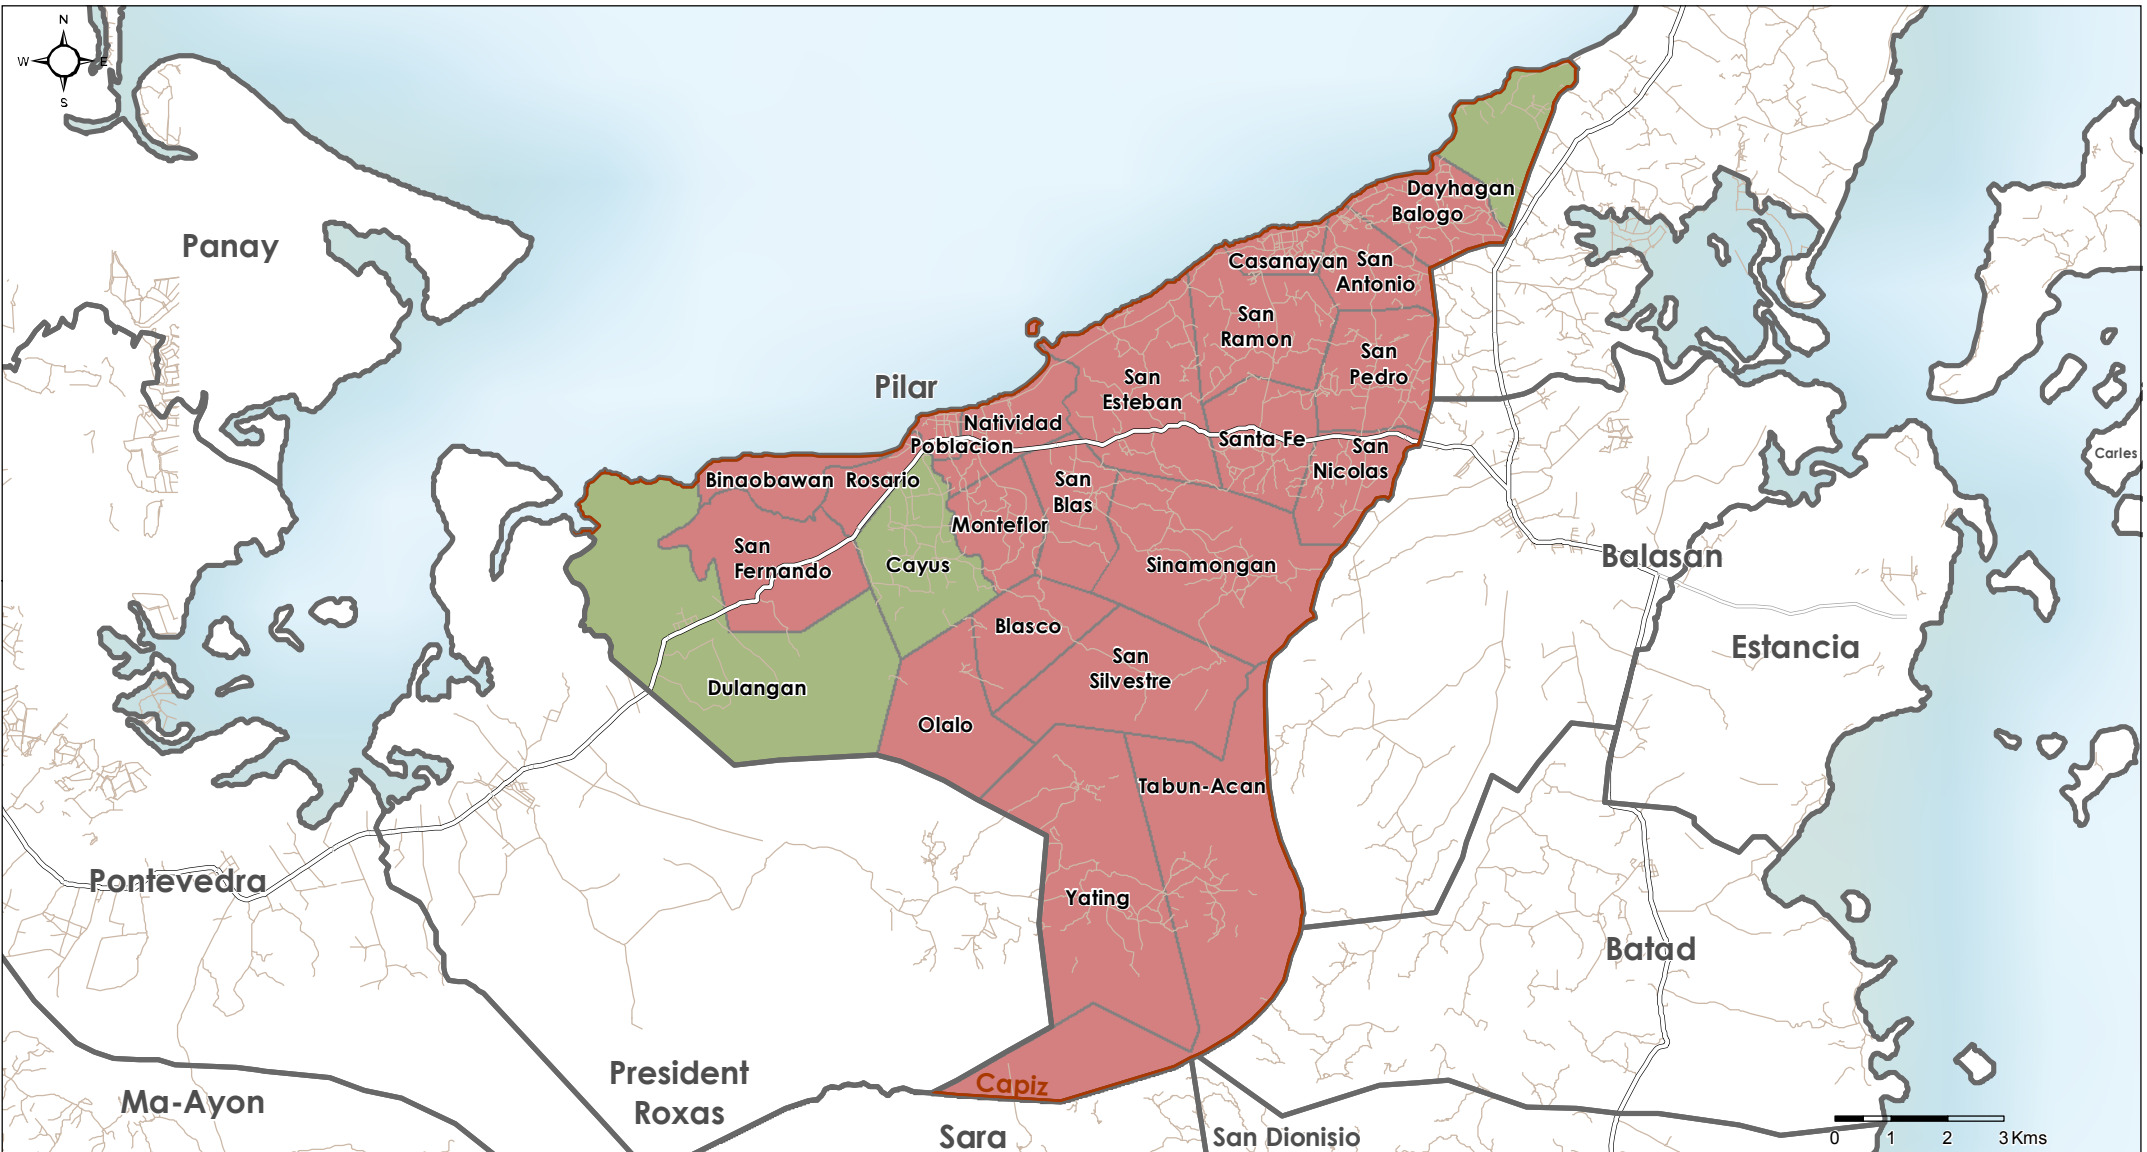 N
W E
S
Panay
Dayhagan
Balogo
Casanayan
San
Antonio
San
Ramon
San
Pedro
Pilar
San
Esteban
Natividad
Poblacion
Santa Fe
San
Nicolas
Carles
Binaobawan
Rosario
San
Blas
Monteflor
San
Fernando
Cayus
Sinamongan
Balasan
Blasco
Estancia
San
Silvestre
Dulangan
Olalo
Tabun-Acan
Pontevedra
Yating
Batad
President
Roxas
Capiz
Ma-Ayon
Sara
San Dionisio
0 1 2 3 Kms